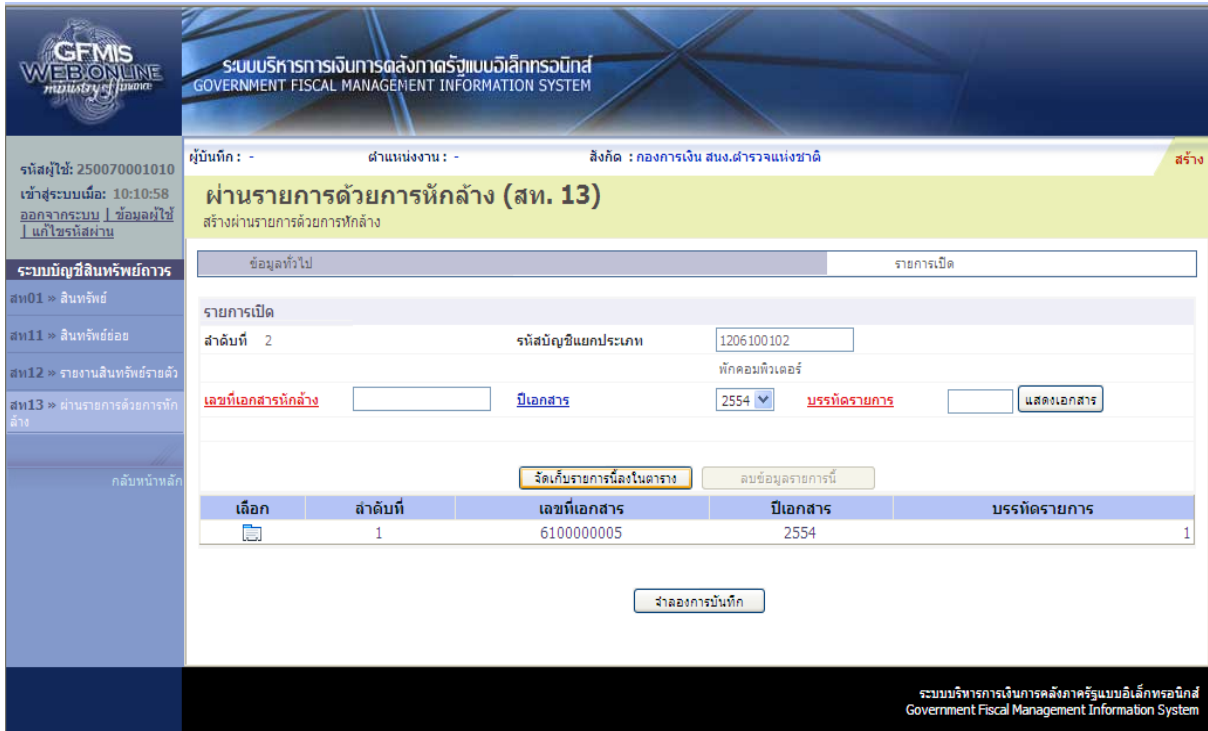 GFMIS
WEB ONLINE
ministry of finance
ระบบบริหารการเงินการคลังภาครัฐแบบอิเล็กทรอนิกส์
GOVERNMENT FISCAL MANAGEMENT INFORMATION SYSTEM
รหัสผู้ใช้: 250070001010
เข้าสู่ระบบเมื่อ: 10:10:58
ออกจากระบบ | ข้อมูลผู้ใช้
| แก้ไขรหัสผ่าน
ผู้บันทึก : - ตำแหน่งงาน : - สังกัด : กองการเงิน สนง.ตำรวจแห่งชาติ
สร้าง
ผ่านรายการด้วยการหักล้าง (สท. 13)
สร้างผ่านรายการด้วยการหักล้าง
ระบบบัญชีสินทรัพย์ถาวร
สท01 » สินทรัพย์
สท11 » สินทรัพย์ย่อย
สท12 » รายงานสินทรัพย์รายตัว
สท13 » ผ่านรายการด้วยการหัก
ล้าง
กลับหน้าหลัก
ข้อมูลทั่วไป รายการเปิด
รายการเปิด
ลำดับที่ 2 รหัสบัญชีแยกประเภท 1206100102
พักคอมพิวเตอร์
เลขที่เอกสารหักล้าง ปีเอกสาร 2554 บรรทัดรายการ แสดงเอกสาร
จัดเก็บรายการนี้ลงในตาราง ลบข้อมูลรายการนี้
เลือก ลำดับที่ เลขที่เอกสาร ปีเอกสาร บรรทัดรายการ
1 6100000005 2554 1
จำลองการบันทึก
ระบบบริหารการเงินการคลังภาครัฐแบบอิเล็กทรอนิกส์
Government Fiscal Management Information System